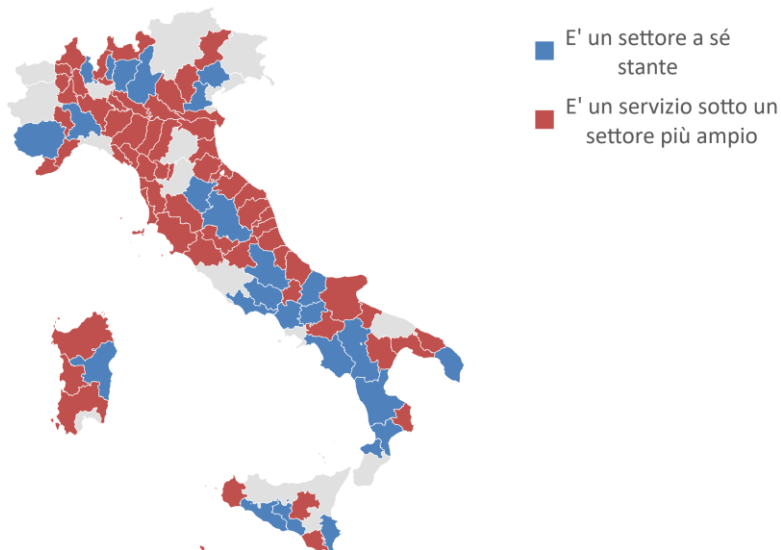 E' un settore a sé
stante
E' un servizio sotto un
settore più ampio